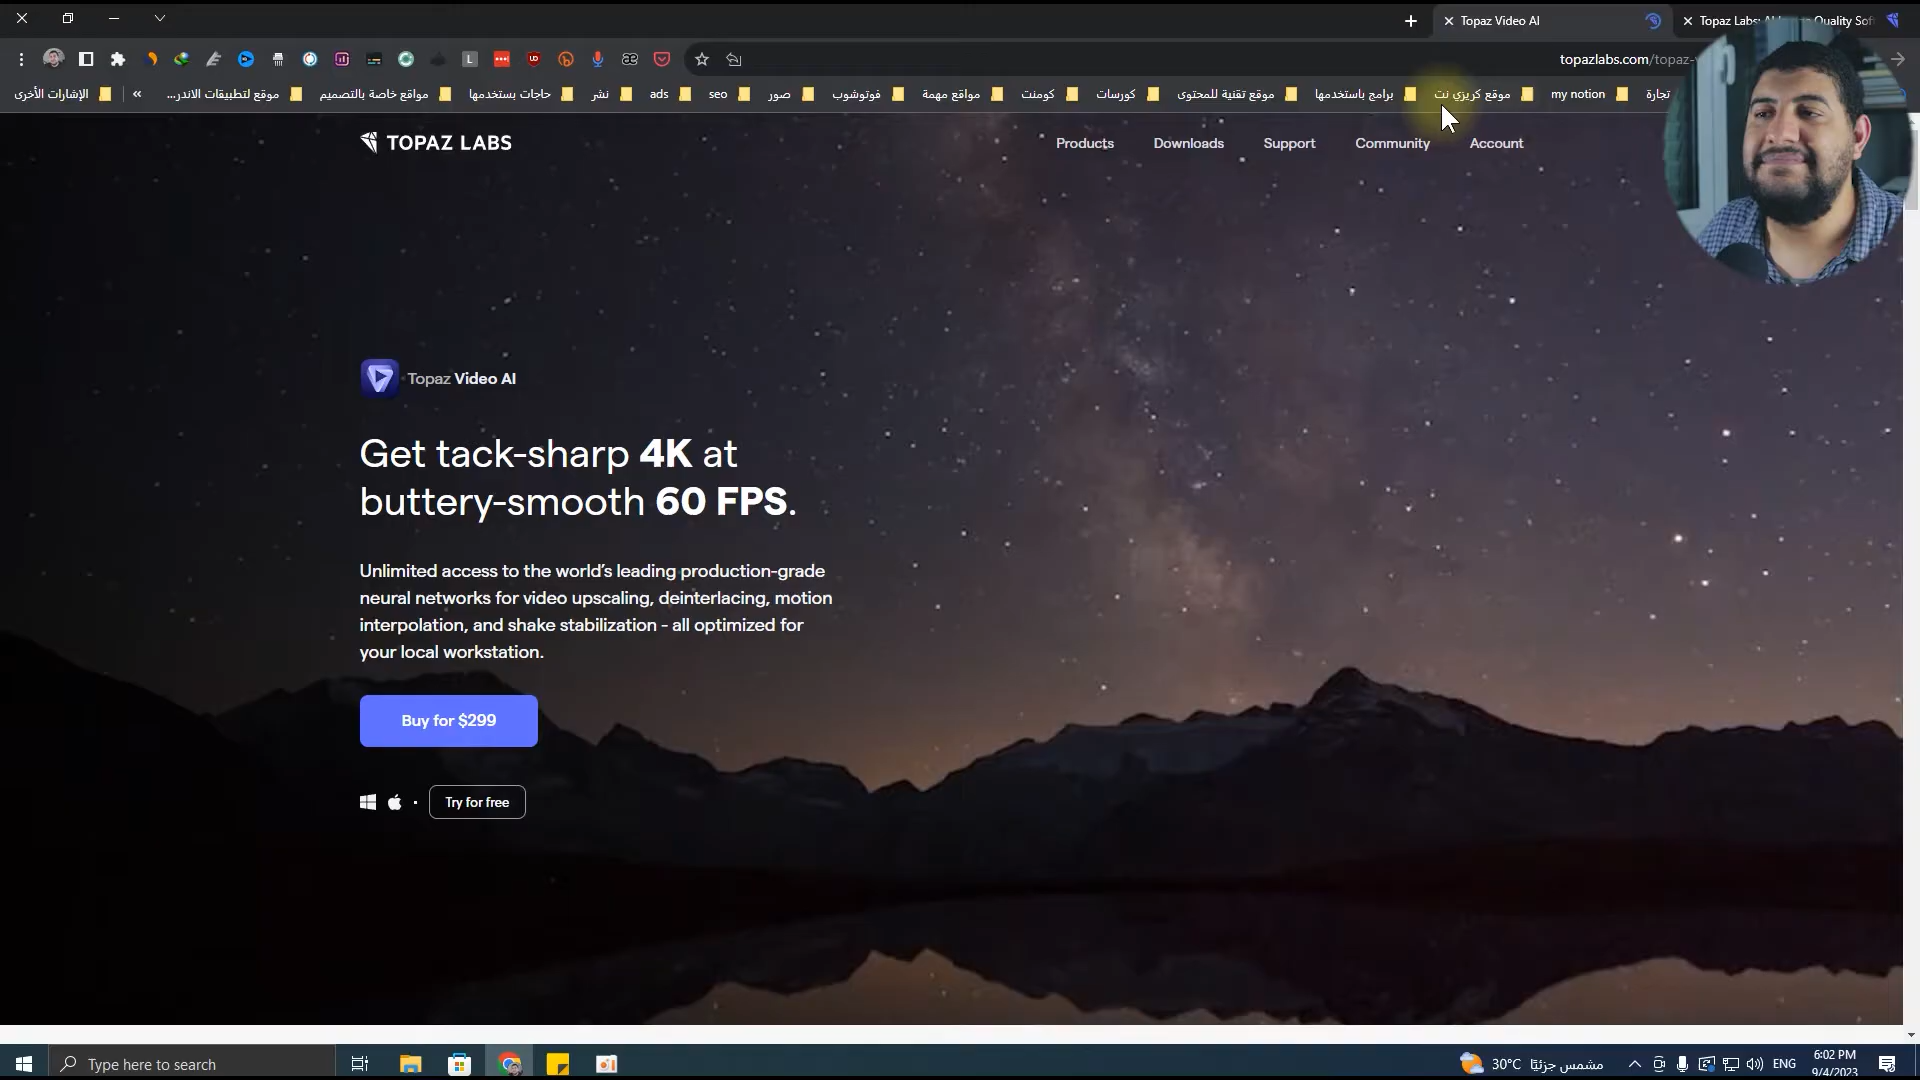 Topaz Video AI
topazlabs.com/topaz-
تجارة
my notion
موقع كريزي نت
برامج باستخدمها
موقع تقنية للمحتوى
كورسات
كومنت
مواقع مهمة
فوتوشوب
صور
seo
ads
نشر
حاجات بستخدمها
مواقع خاصة بالتصميم
موقع لتطبيقات الاندر...
»
الإشارات الأخرى
TOPAZ LABS
Products
Downloads
Support
Community
Account
Topaz Video AI
Get tack-sharp 4K at
buttery-smooth 60 FPS.
Unlimited access to the world's leading production-grade
neural networks for video upscaling, deinterlacing, motion
interpolation, and shake stabilization - all optimized for
your local workstation.
Buy for $299
Try for free
Type here to search
30°C مشمس جزئيًا
ENG
6:02 PM
9/4/2023